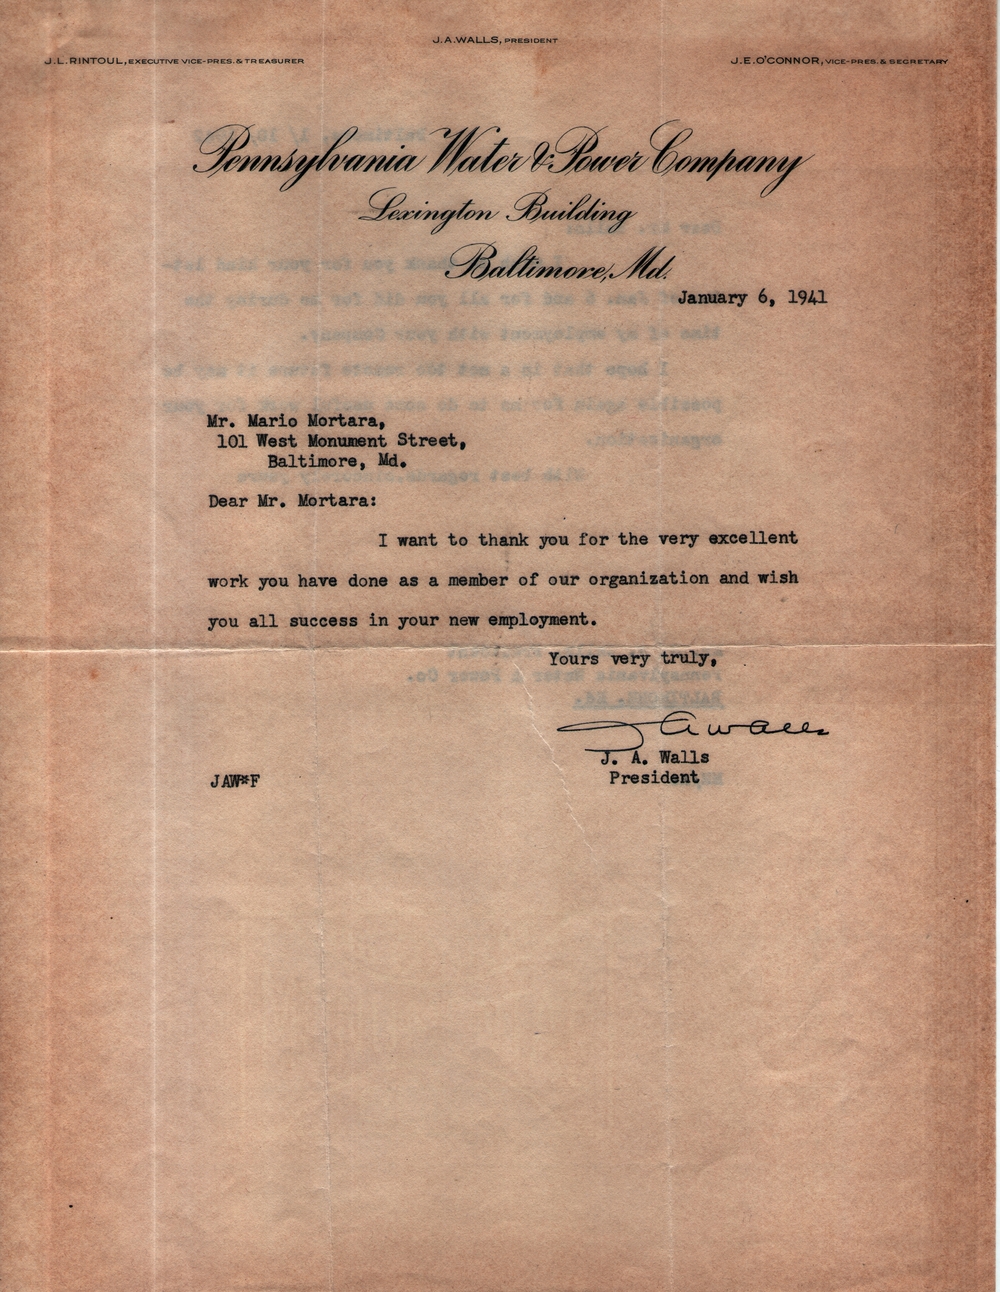 J.A.WALLS, PRESIDENT
J.L.RINTOUL, EXECUTIVE VICE-PRES. & TREASURER
J.E.O'CONNOR, VICE-PRES. & SECRETARY
Pennsylvania Water & Power Company
Lexington Building
Baltimore, Md.
January 6, 1941
Mr. Mario Mortara,
101 West Monument Street,
Baltimore, Md.
Dear Mr. Mortara:
I want to thank you for the very excellent
work you have done as a member of our organization and wish
you all success in your new employment.
Yours very truly,
J A Walls
J. A. Walls
President
JAW*F